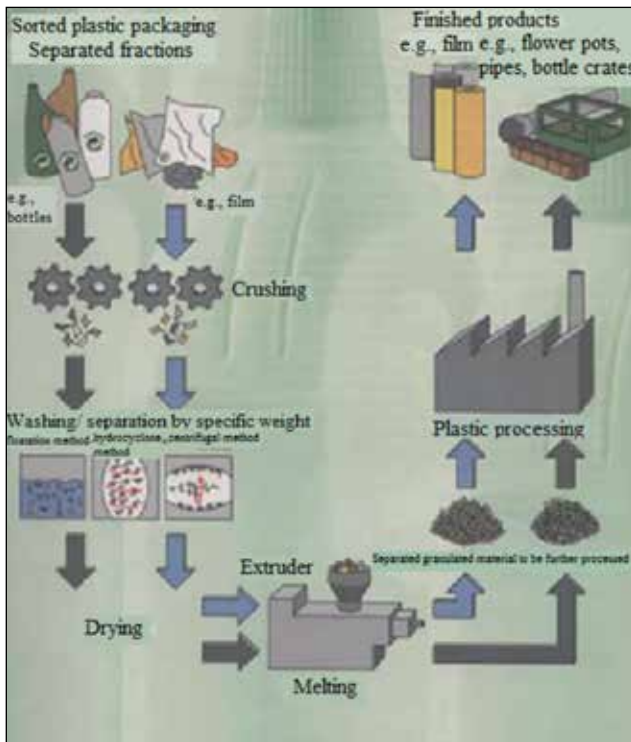 Sorted plastic packaging
Separated fractions
Finished products
e.g., film
e.g., flower pots,
pipes, bottle crates
e.g.,
bottles
e.g., film
Crushing
Washing/ separation by specific weight
method
hydrocyclone
method
centrifugal method
Drying
Extruder
Melting
Separated granulated material to be further processed
Plastic processing